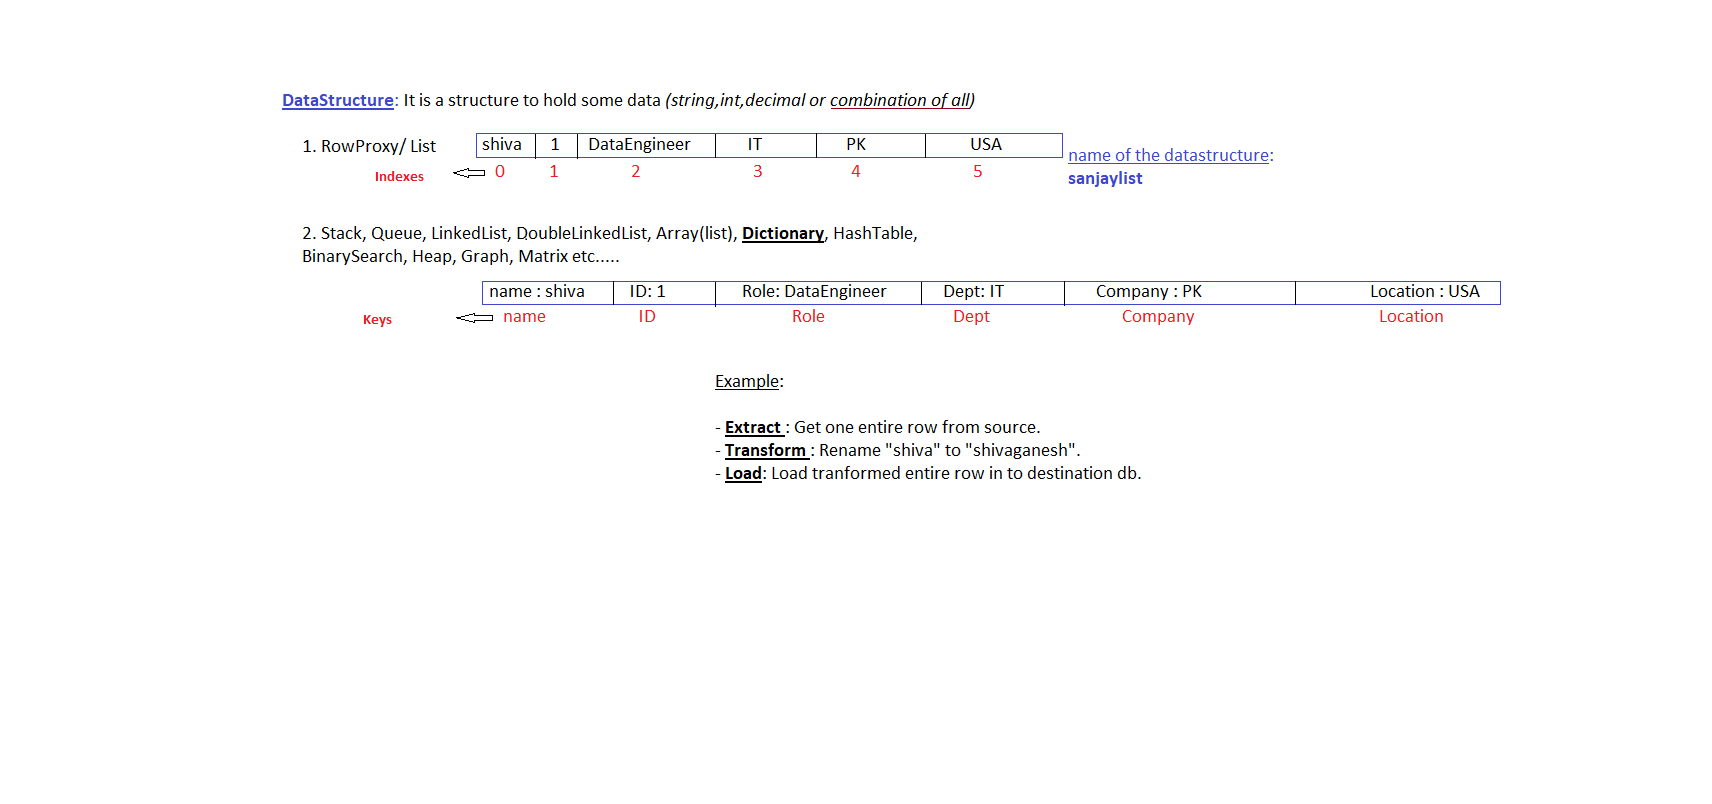 DataStructure: It is a structure to hold some data (string,int,decimal or combination of all)
1. RowProxy/ List shiva 1 DataEngineer IT PK USA
name of the datastructure:
Indexes 0 1 2 3 4 5
sanjaylist
2. Stack, Queue, LinkedList, DoubleLinkedList, Array(list), Dictionary, HashTable,
BinarySearch, Heap, Graph, Matrix etc.....
name : shiva ID: 1 Role: DataEngineer Dept: IT Company : PK Location : USA
Keys name ID Role Dept Company Location
Example:
- Extract : Get one entire row from source.
- Transform : Rename "shiva" to "shivaganesh".
- Load: Load tranformed entire row in to destination db.